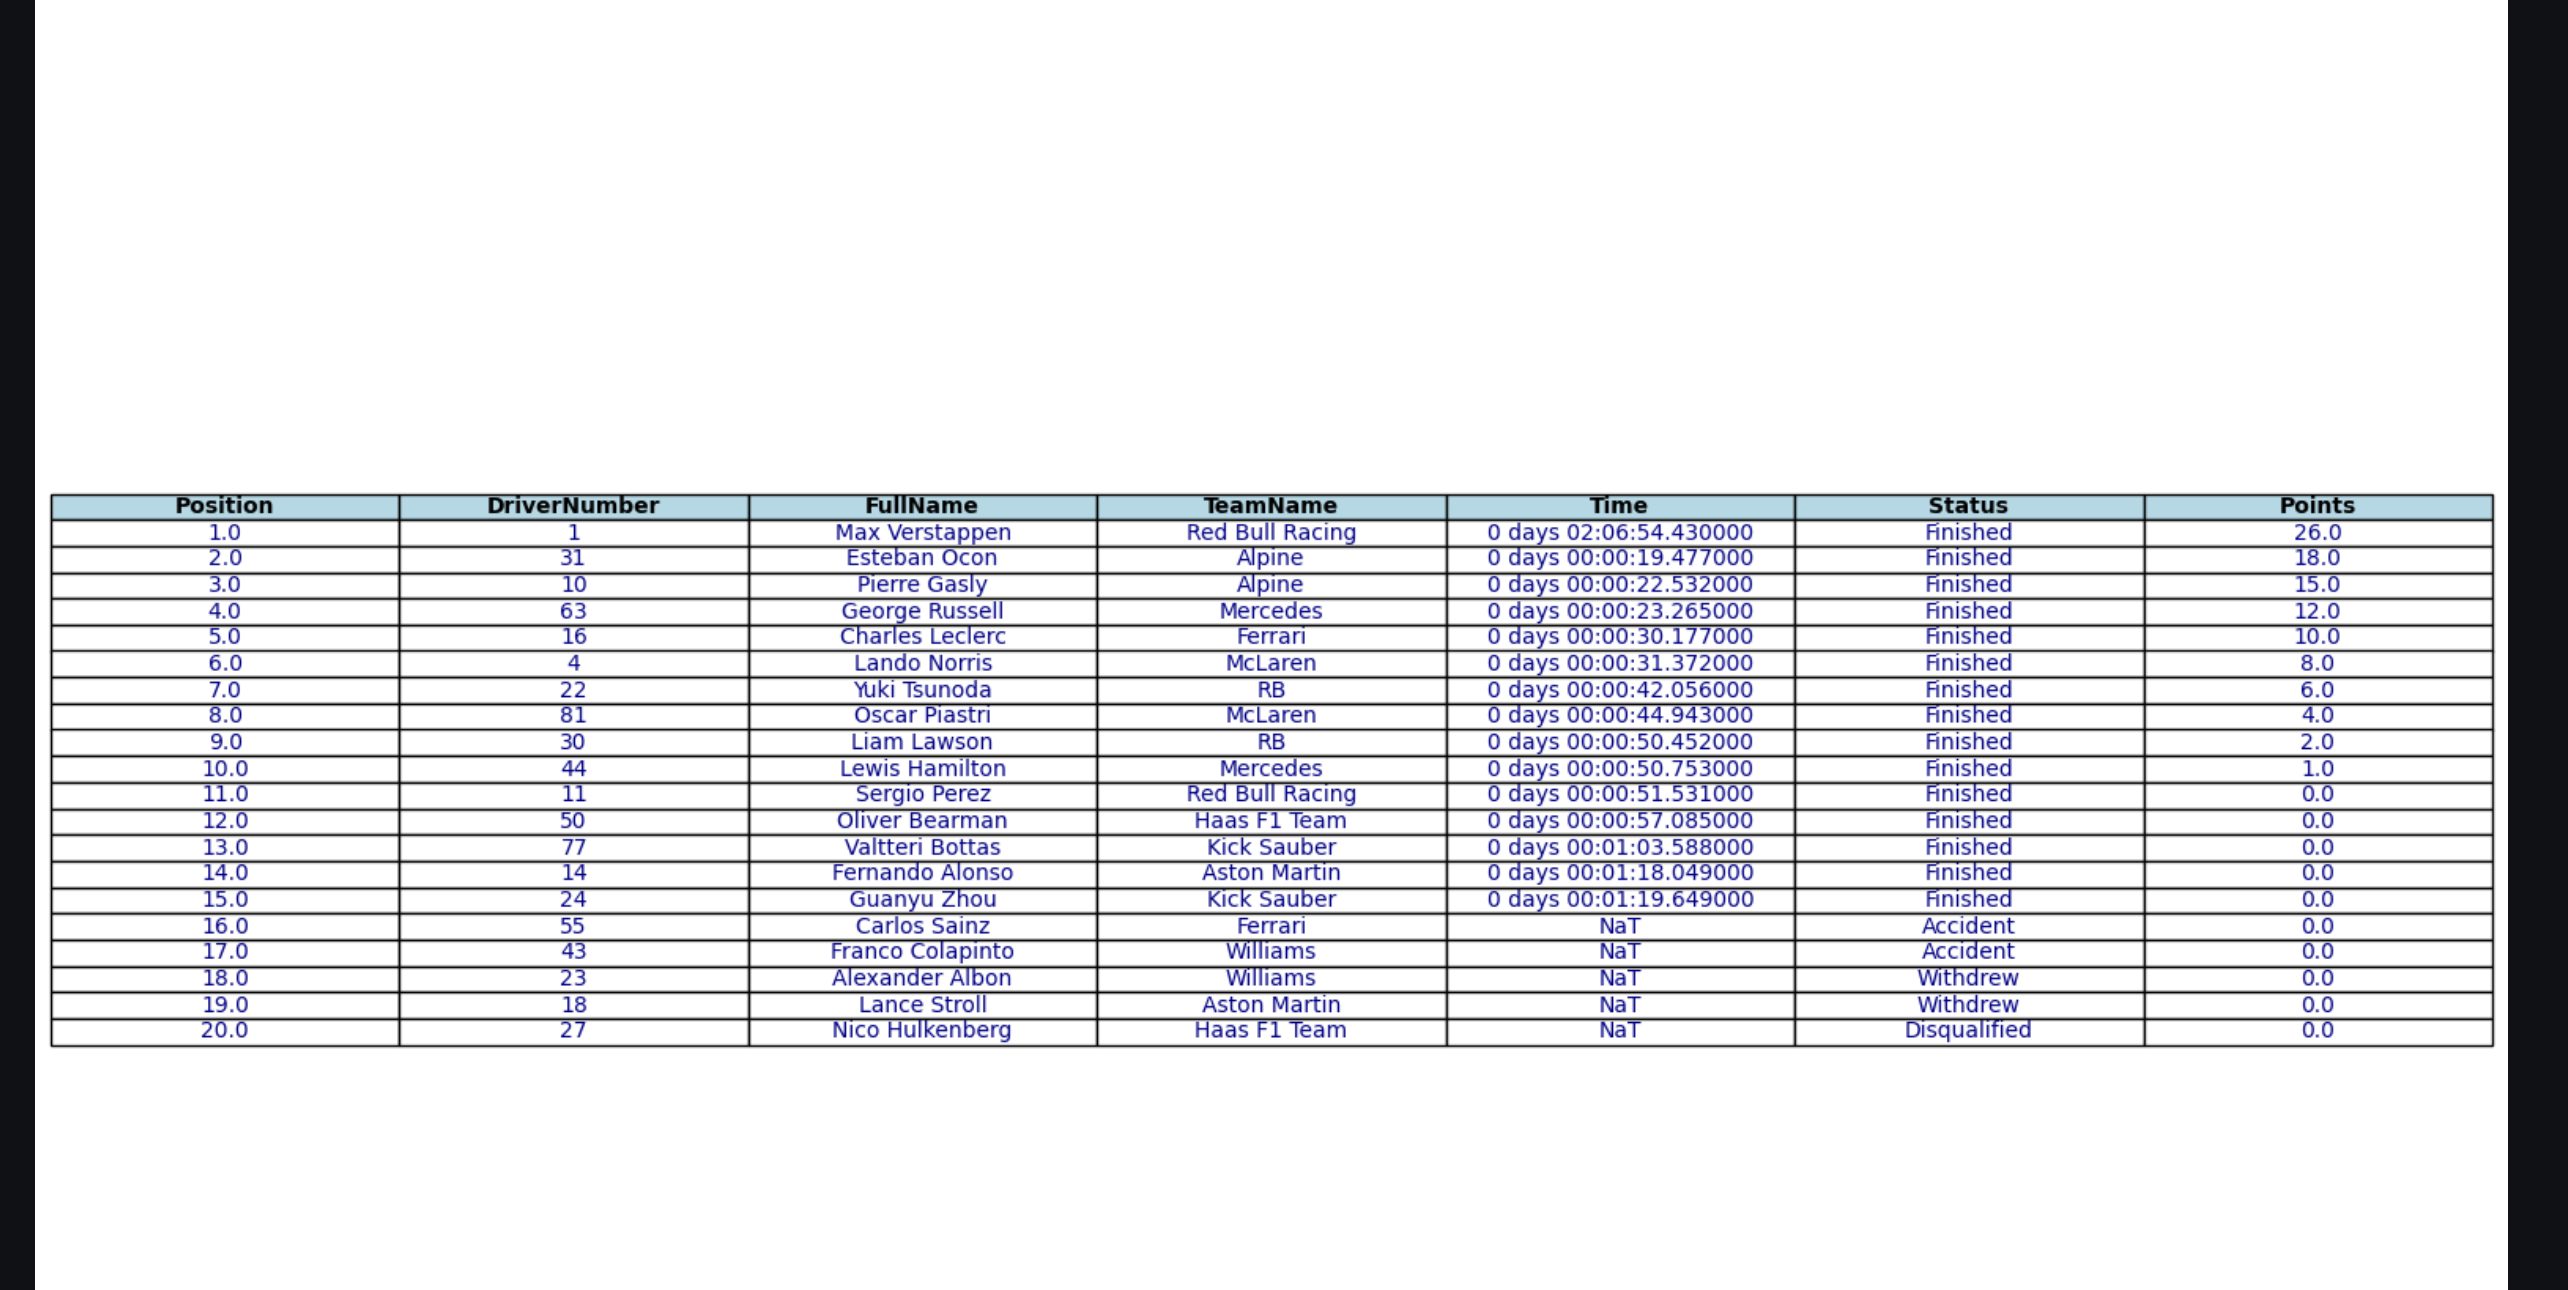 Position DriverNumber FullName TeamName Time Status Points
1.0 1 Max Verstappen Red Bull Racing 0 days 02:06:54.430000 Finished 26.0
2.0 31 Esteban Ocon Alpine 0 days 00:00:19.477000 Finished 18.0
3.0 10 Pierre Gasly Alpine 0 days 00:00:22.532000 Finished 15.0
4.0 63 George Russell Mercedes 0 days 00:00:23.265000 Finished 12.0
5.0 16 Charles Leclerc Ferrari 0 days 00:00:30.177000 Finished 10.0
6.0 4 Lando Norris McLaren 0 days 00:00:31.372000 Finished 8.0
7.0 22 Yuki Tsunoda RB 0 days 00:00:42.056000 Finished 6.0
8.0 81 Oscar Piastri McLaren 0 days 00:00:44.943000 Finished 4.0
9.0 30 Liam Lawson RB 0 days 00:00:50.452000 Finished 2.0
10.0 44 Lewis Hamilton Mercedes 0 days 00:00:50.753000 Finished 1.0
11.0 11 Sergio Perez Red Bull Racing 0 days 00:00:51.531000 Finished 0.0
12.0 50 Oliver Bearman Haas F1 Team 0 days 00:00:57.085000 Finished 0.0
13.0 77 Valtteri Bottas Kick Sauber 0 days 00:01:03.588000 Finished 0.0
14.0 14 Fernando Alonso Aston Martin 0 days 00:01:18.049000 Finished 0.0
15.0 24 Guanyu Zhou Kick Sauber 0 days 00:01:19.649000 Finished 0.0
16.0 55 Carlos Sainz Ferrari NaT Accident 0.0
17.0 43 Franco Colapinto Williams NaT Accident 0.0
18.0 23 Alexander Albon Williams NaT Withdrew 0.0
19.0 18 Lance Stroll Aston Martin NaT Withdrew 0.0
20.0 27 Nico Hulkenberg Haas F1 Team NaT Disqualified 0.0